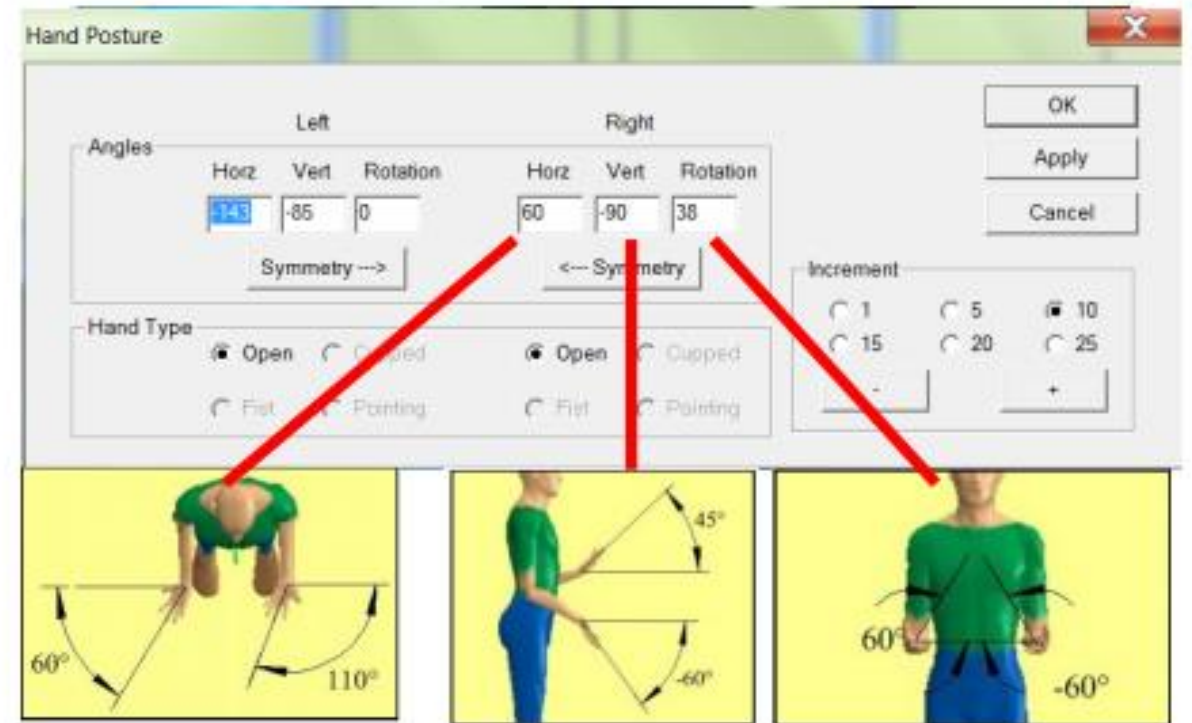 Hand Posture
X
OK
Left Right
Angles
Apply
Horz Vert Rotation Horz Vert Rotation
-143 -85 0 60 -90 38
Cancel
Symmetry ---> <--- Symmetry
Increment
1 5 10
15 20 25
- +
Hand Type
Open Cupped Open Cupped
Fist Pointing Fist Pointing
45°
60° 110°
-60°
60° -60°